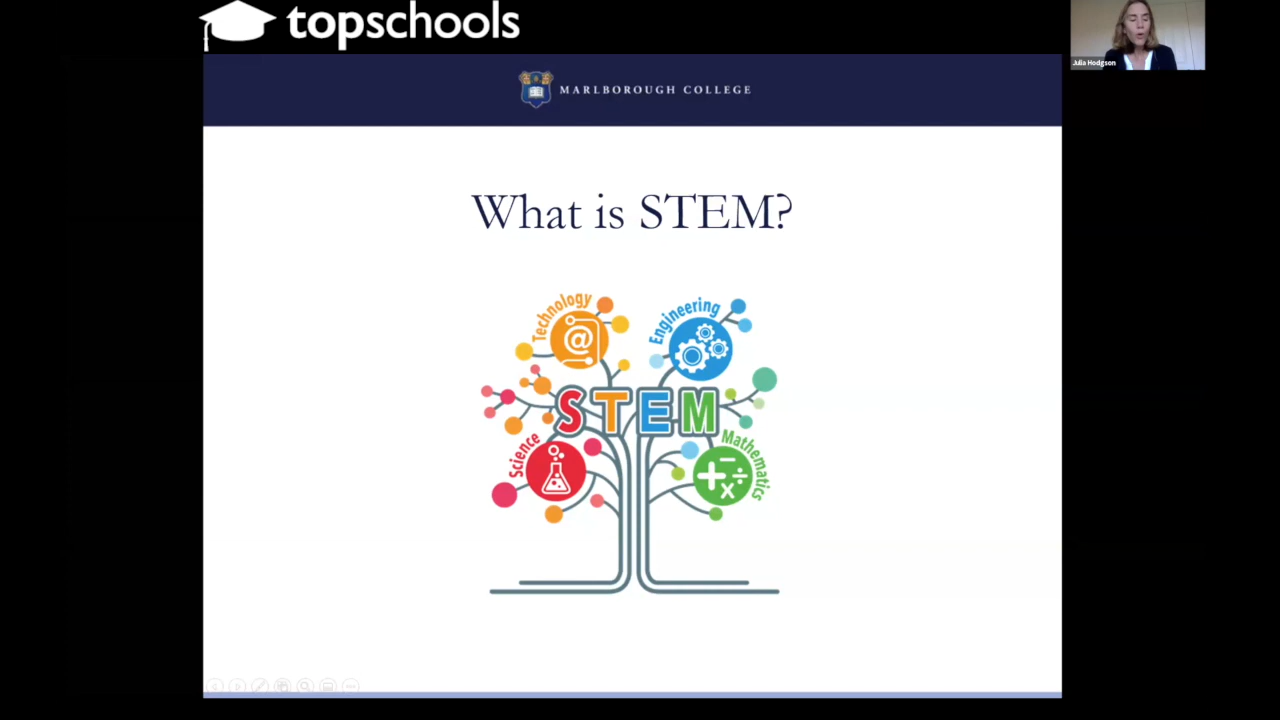 topschools
Julia Hodgson
MARLBOROUGH COLLEGE
What is STEM?
Technology
Engineering
@
STEM
Science
Mathematics